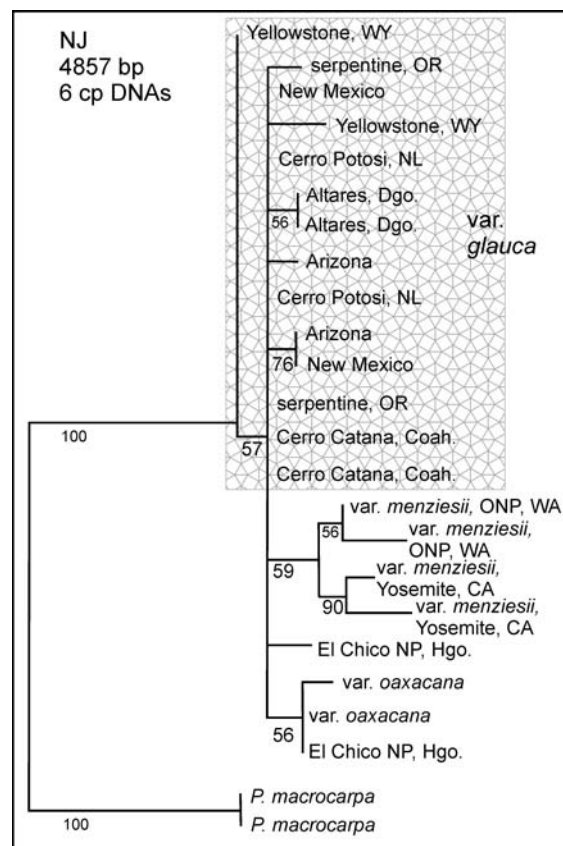 NJ
4857 bp
6 cp DNAs
Yellowstone, WY
serpentine, OR
New Mexico
Yellowstone, WY
Cerro Potosi, NL
Altares, Dgo.
56
Altares, Dgo.
var.
glauca
Arizona
Cerro Potosi, NL
Arizona
76
New Mexico
serpentine, OR
100
57
Cerro Catana, Coah.
Cerro Catana, Coah.
var. menziesii, ONP, WA
56
var. menziesii,
ONP, WA
59
var. menziesii,
Yosemite, CA
90
var. menziesii,
Yosemite, CA
El Chico NP, Hgo.
var. oaxacana
var. oaxacana
56
El Chico NP, Hgo.
P. macrocarpa
100
P. macrocarpa